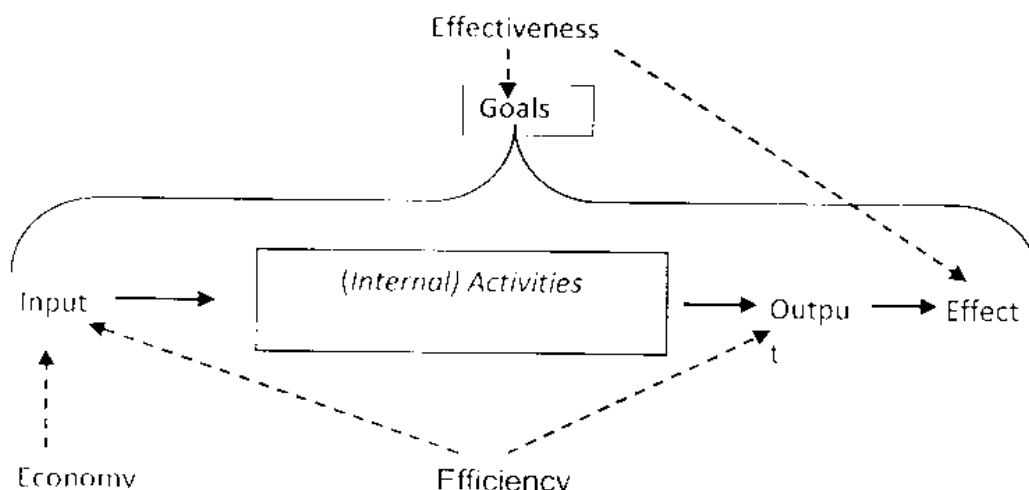 Effectiveness
Goals
(Internal) Activities
Input
Outpu
t
Effect
Economy
Efficiency